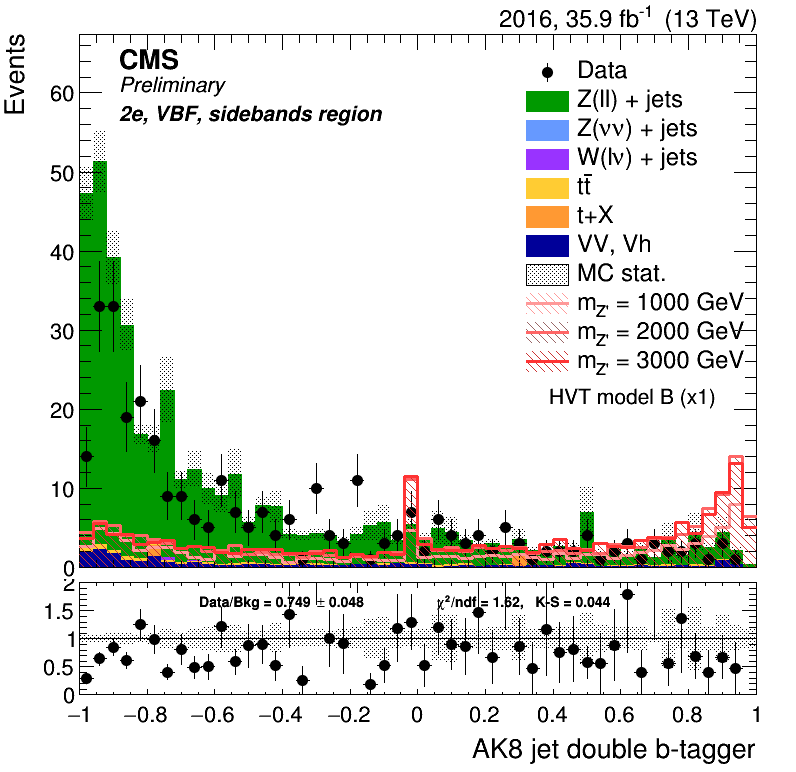 2016, 35.9 fb⁻¹ (13 TeV)
Events
CMS
Preliminary
2e, VBF, sidebands region
Data
Z(ll) + jets
Z(νν) + jets
W(lν) + jets
tt̄
t+X
VV, Vh
MC stat.
m_Z' = 1000 GeV
m_Z' = 2000 GeV
m_Z' = 3000 GeV
HVT model B (x1)
60
50
40
30
20
10
0
2
1.5
1
0.5
0
Data/Bkg = 0.749 ± 0.048 χ²/ndf = 1.62, K-S = 0.044
−1 −0.8 −0.6 −0.4 −0.2 0 0.2 0.4 0.6 0.8 1
AK8 jet double b-tagger